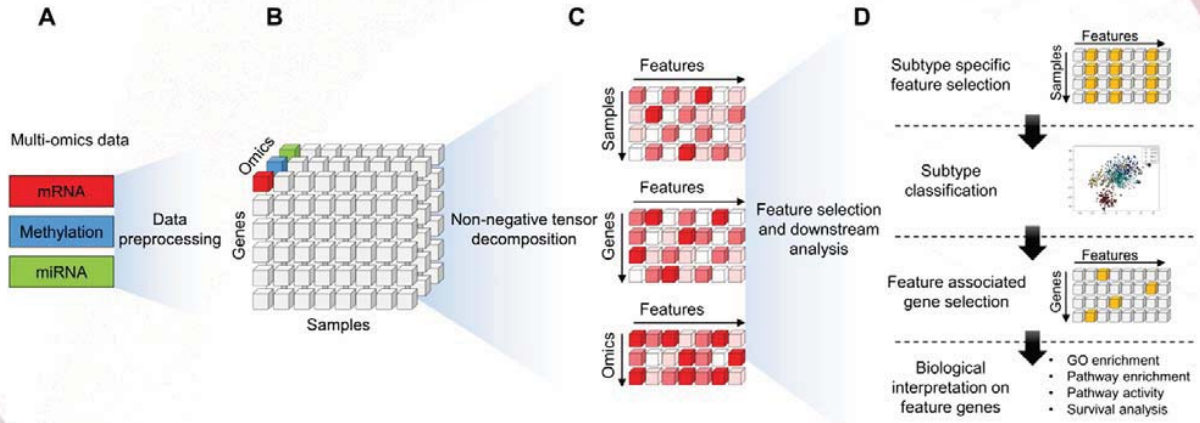 A
Multi-omics data
mRNA
Methylation
miRNA
Data
preprocessing
B
Omics
Genes
Samples
Non-negative tensor
decomposition
C
Features
Samples
Features
Genes
Features
Omics
Feature selection
and downstream
analysis
D
Subtype specific
feature selection
Features
Samples
Subtype
classification
Feature associated
gene selection
Features
Genes
Biological
interpretation on
feature genes
• GO enrichment
• Pathway enrichment
• Pathway activity
• Survival analysis